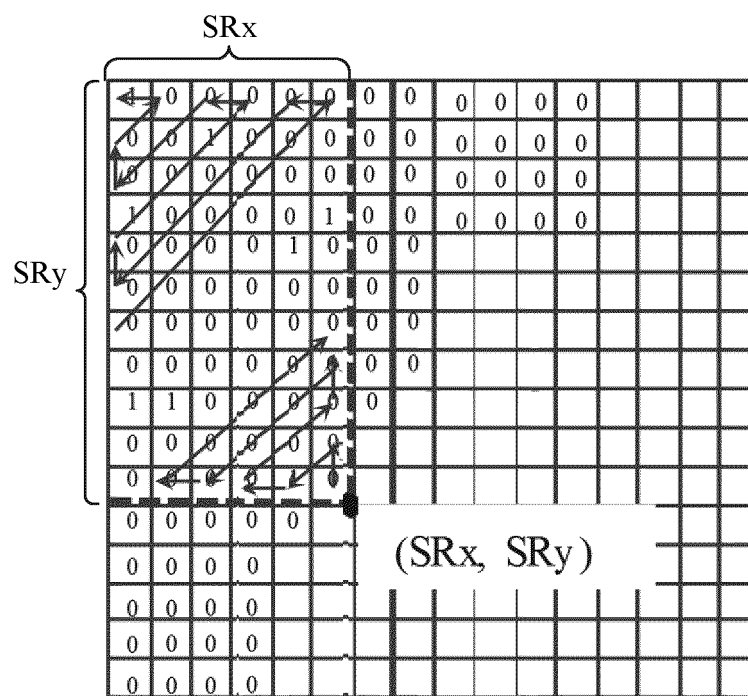 SRx
1 0 0 0 0 0 0 0 0 0 0 0
0 0 1 0 0 0 0 0 0 0 0 0
0 0 0 0 0 0 0 0 0 0 0 0
1 0 0 0 0 1 0 0 0 0 0 0
0 0 0 0 1 0 0 0
SRy
0 0 0 0 0 0 0 0
0 0 0 0 0 0 0 0
0 0 0 0 0 0 0 0
1 1 0 0 0 0 0
0 0 0 0 0 0
0 0 0 0 1 0
0 0 0 0 0
(SRx, SRy)
0 0 0 0
0 0 0 0
0 0 0 0
0 0 0 0